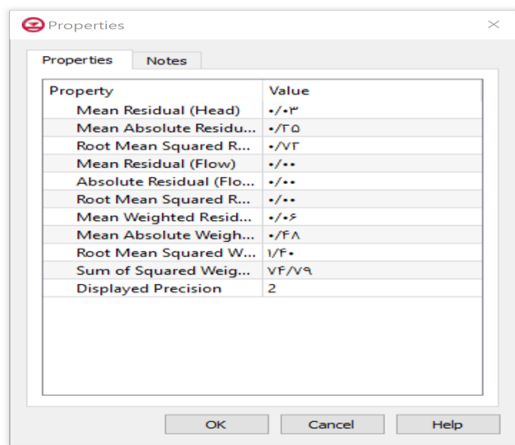 Properties
Properties Notes
Property Value
Mean Residual (Head) ۰/۰۳
Mean Absolute Residu... ۰/۲۵
Root Mean Squared R... ۰/۷۲
Mean Residual (Flow) ۰/۰۰
Absolute Residual (Flo... ۰/۰۰
Root Mean Squared R... ۰/۰۰
Mean Weighted Resid... ۰/۰۶
Mean Absolute Weigh... ۰/۴۸
Root Mean Squared W... ۱/۴۰
Sum of Squared Weig... ۷۴/۷۹
Displayed Precision 2
OK Cancel Help